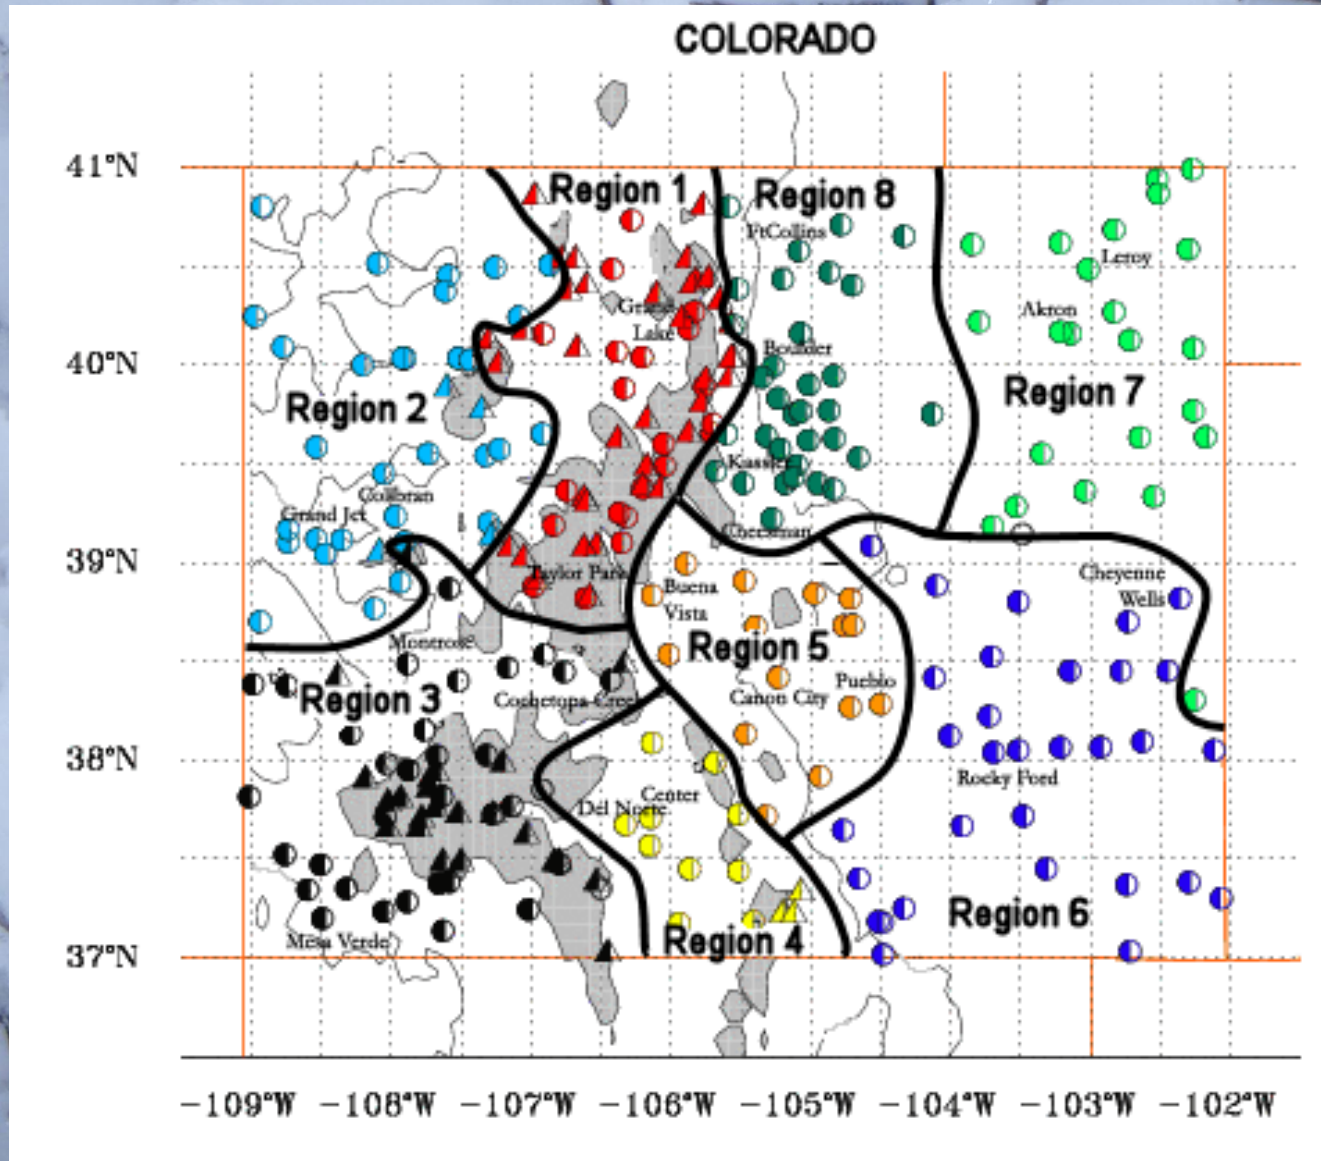 COLORADO
41°N
40°N
39°N
38°N
37°N
Region 1
Region 8
FtCollins
Leroy
Grand
Lake
Akron
Boulder
Region 7
Region 2
Kassler
Collbran
Grand Jct
Cheesman
Taylor Park
Buena
Vista
Cheyenne
Wells
Montrose
Region 5
Region 3
Cochetopa Creek
Canon City
Pueblo
Rocky Ford
Center
Del Norte
Region 6
Mesa Verde
Region 4
-109°W -108°W -107°W -106°W -105°W -104°W -103°W -102°W